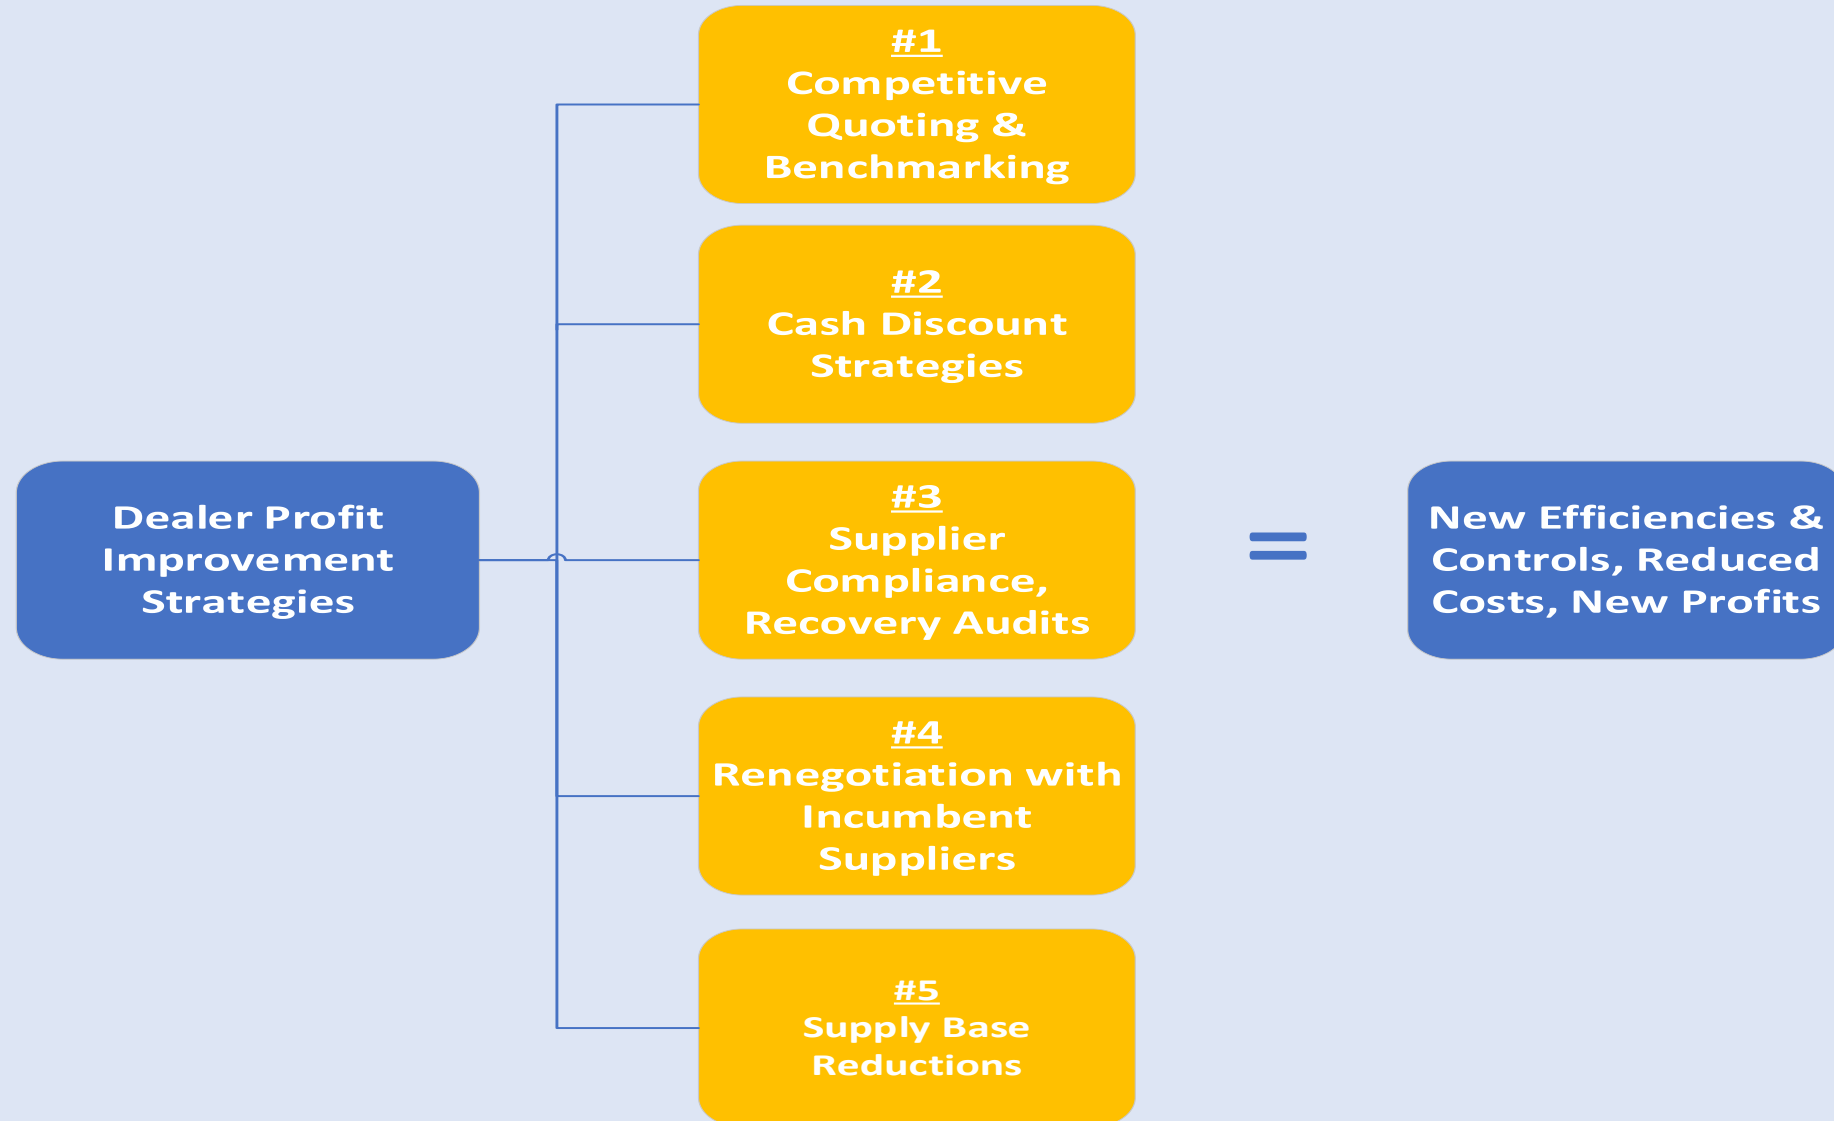 Dealer Profit
Improvement
Strategies
#1
Competitive
Quoting &
Benchmarking
#2
Cash Discount
Strategies
#3
Supplier
Compliance,
Recovery Audits
#4
Renegotiation with
Incumbent
Suppliers
#5
Supply Base
Reductions
=
New Efficiencies &
Controls, Reduced
Costs, New Profits